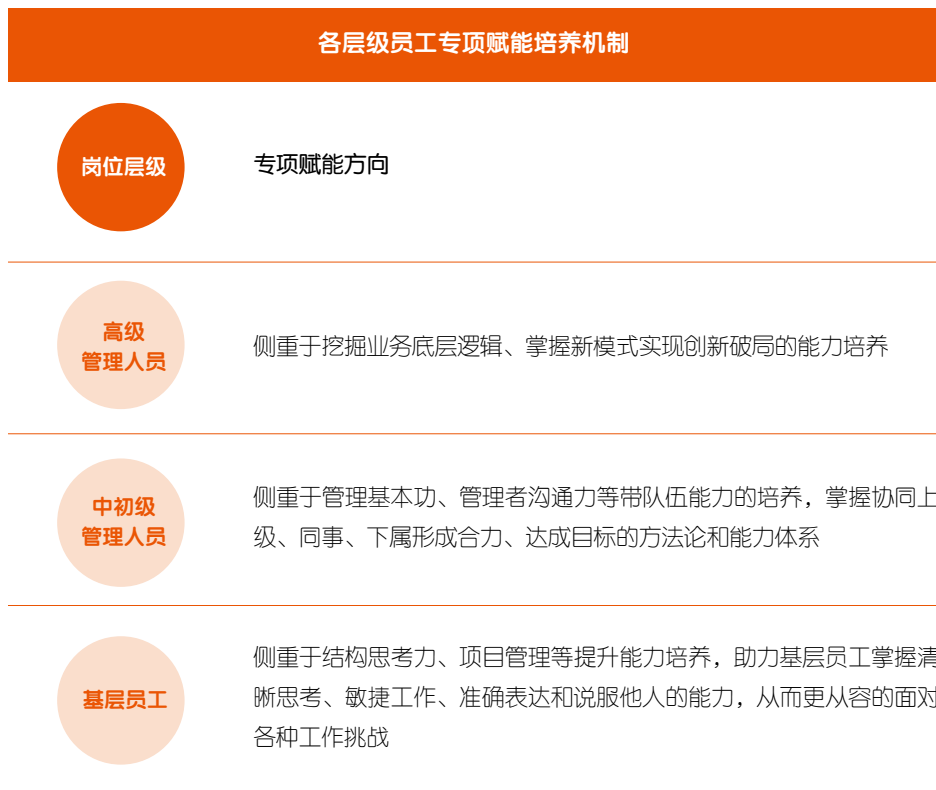 各层级员工专项赋能培养机制
岗位层级
专项赋能方向
高级
管理人员
侧重于挖掘业务底层逻辑、掌握新模式实现创新破局的能力培养
中初级
管理人员
侧重于管理基本功、管理者沟通力等带队伍能力的培养，掌握协同上
级、同事、下属形成合力、达成目标的方法论和能力体系
基层员工
侧重于结构思考力、项目管理等提升能力培养，助力基层员工掌握清
晰思考、敏捷工作、准确表达和说服他人的能力，从而更从容的面对
各种工作挑战